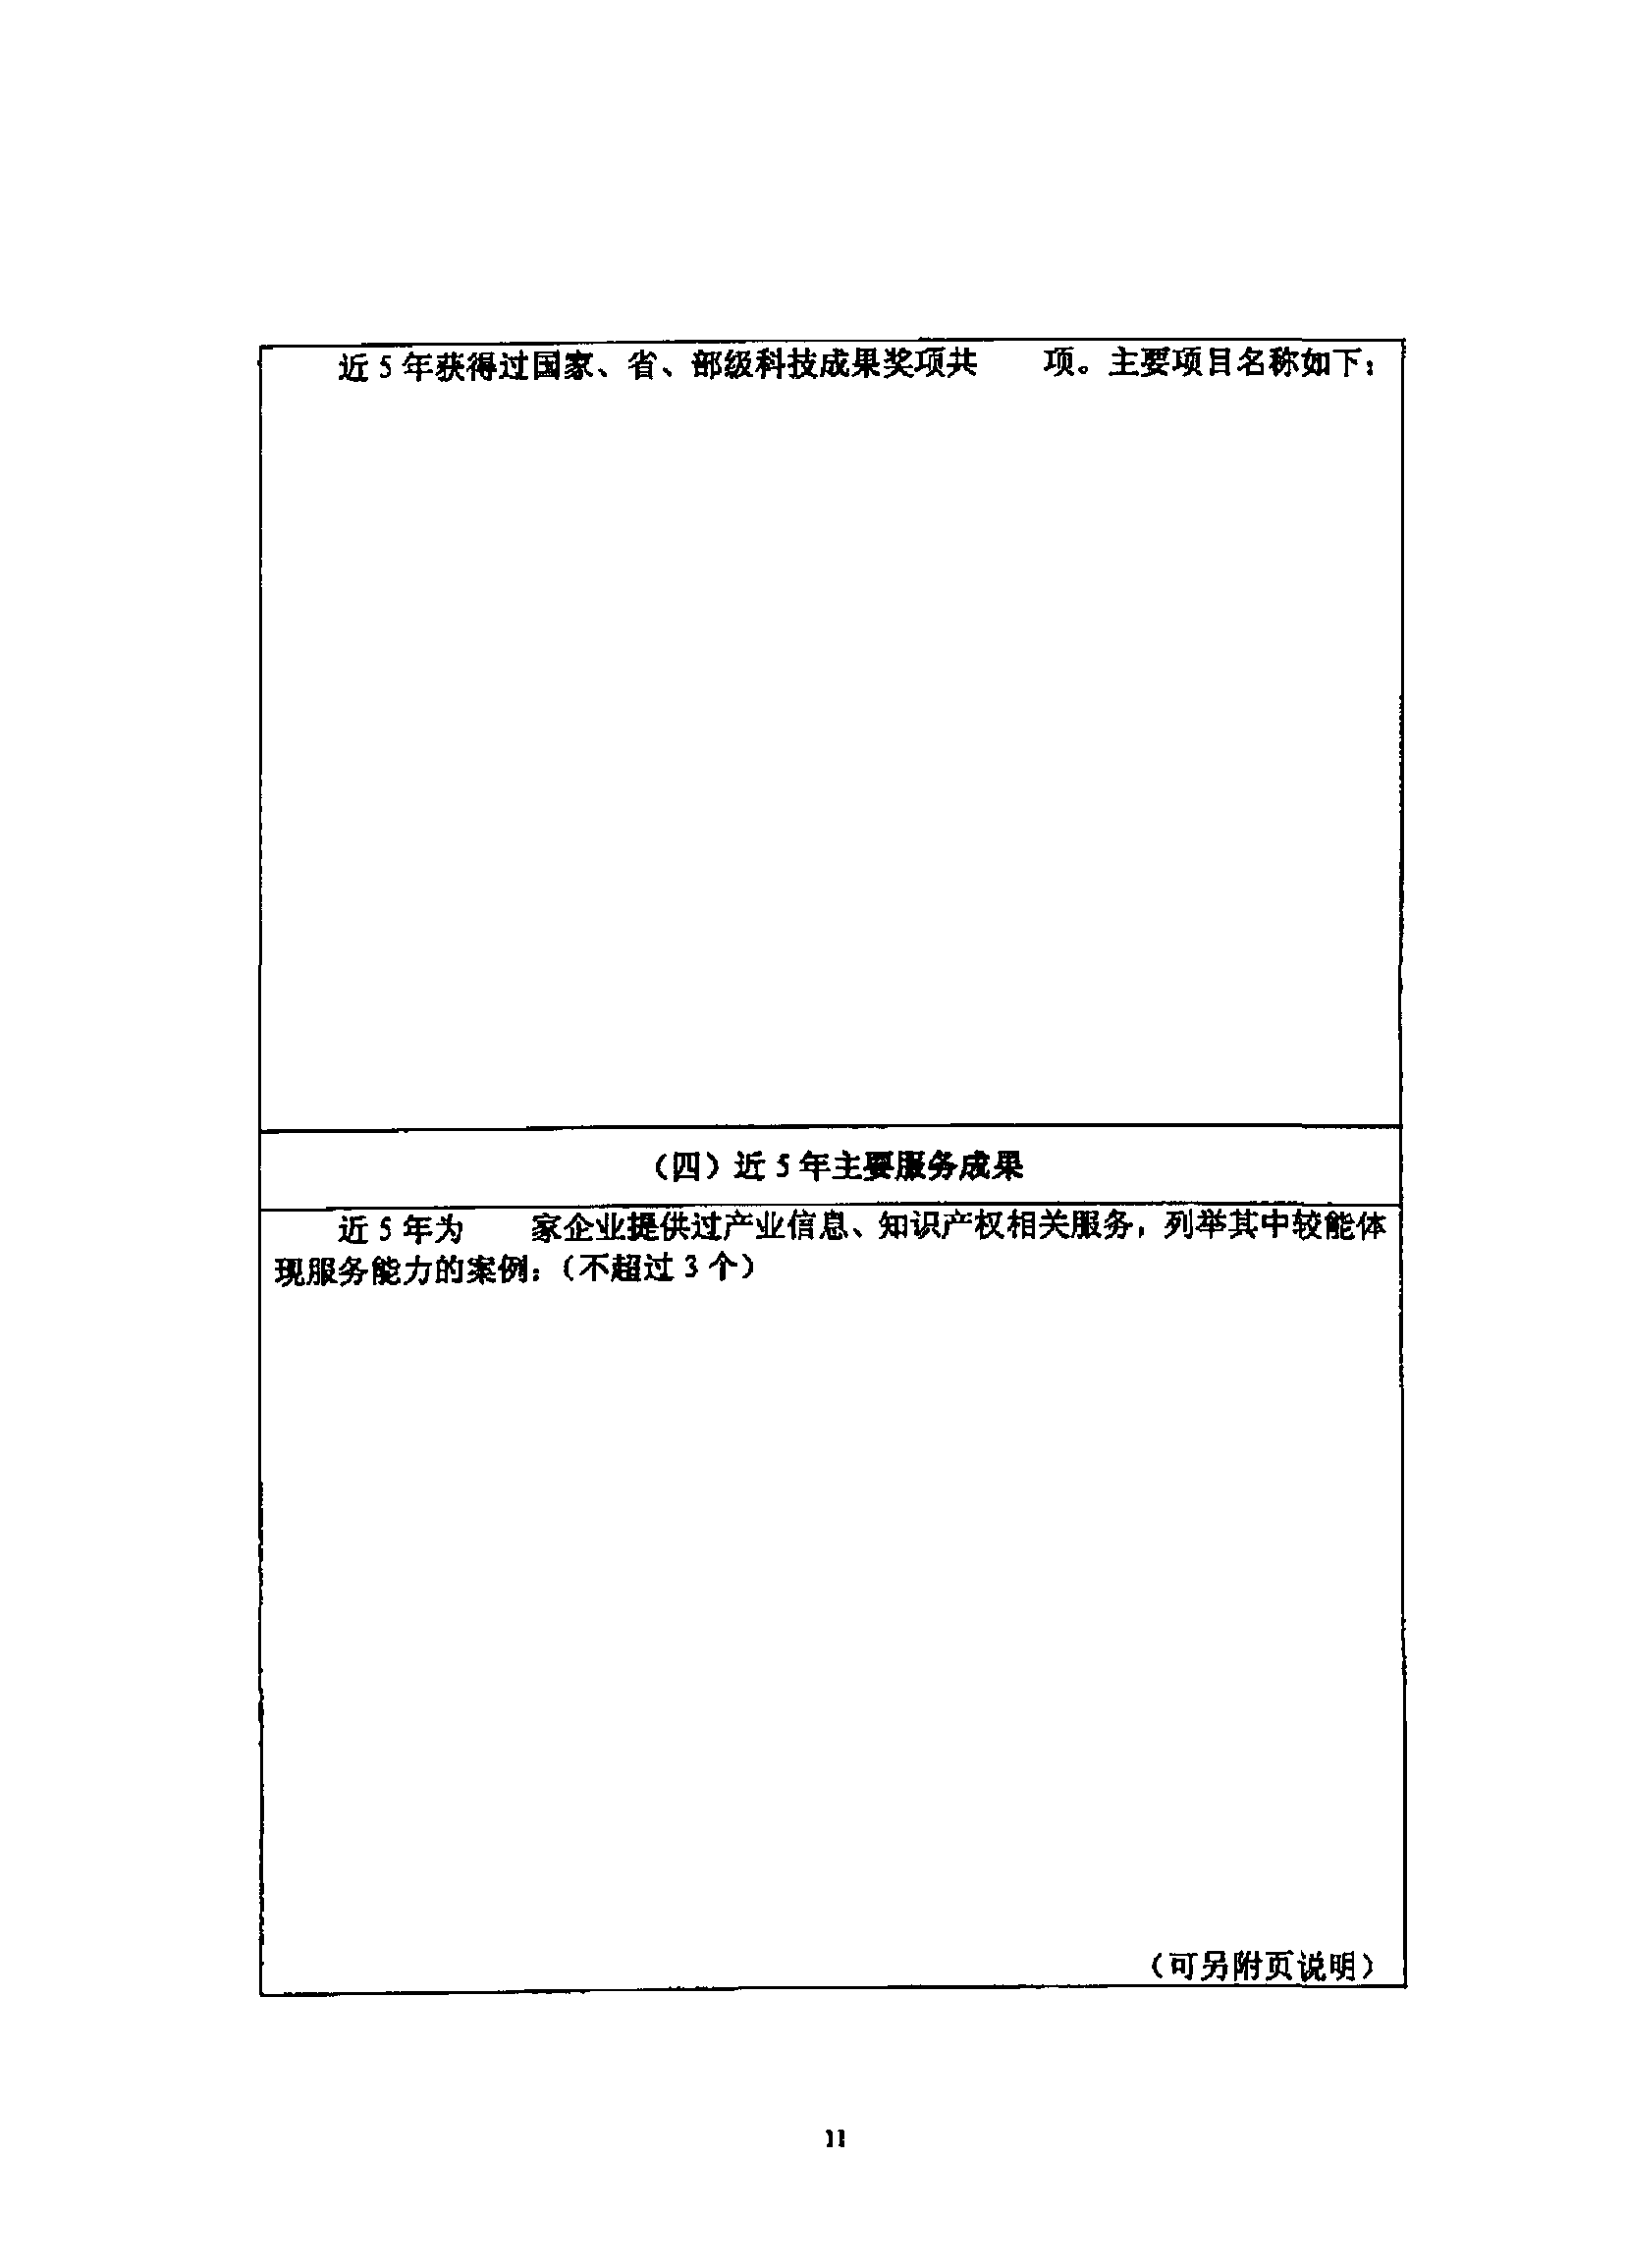 近 5 年获得过国家、省、部级科技成果奖项共　　项。主要项目名称如下：
（四）近 5 年主要服务成果
近 5 年为　　家企业提供过产业信息、知识产权相关服务，列举其中较能体
现服务能力的案例：（不超过 3 个）
（可另附页说明）
11